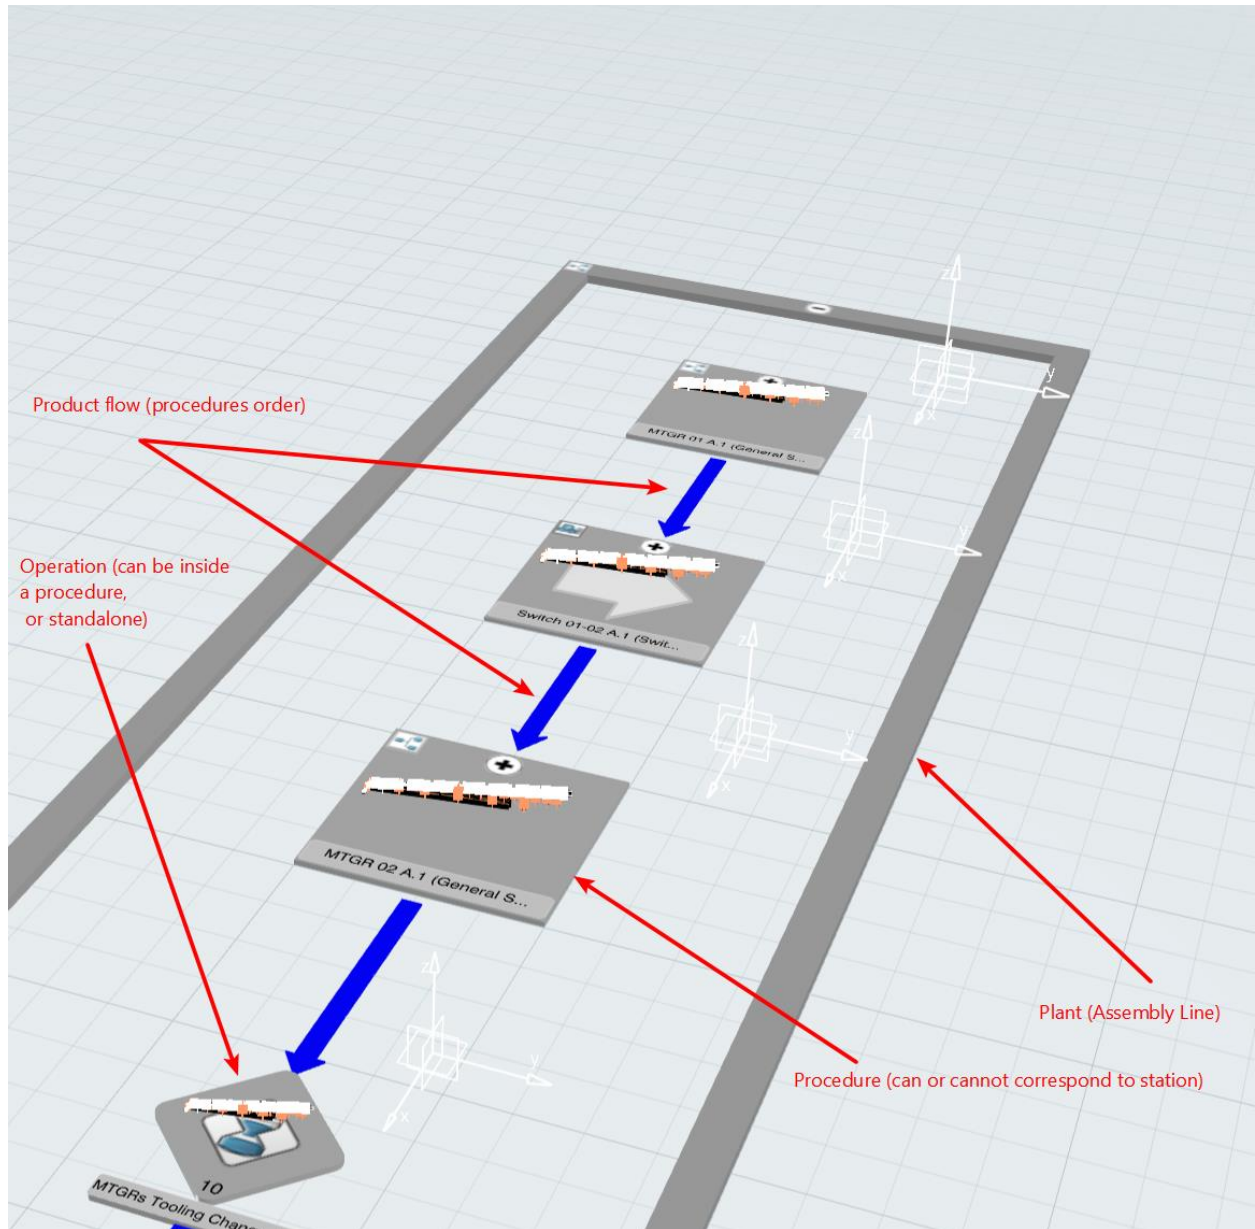 z
y
x
MTGR 01 A.1 (General S...
Product flow (procedures order)
z
y
x
Operation (can be inside
a procedure,
or standalone)
Switch 01-02 A.1 (Swit...
z
y
x
MTGR 02 A.1 (General S...
Plant (Assembly Line)
z
y
x
Procedure (can or cannot correspond to station)
10
MTGRs Tooling Chan